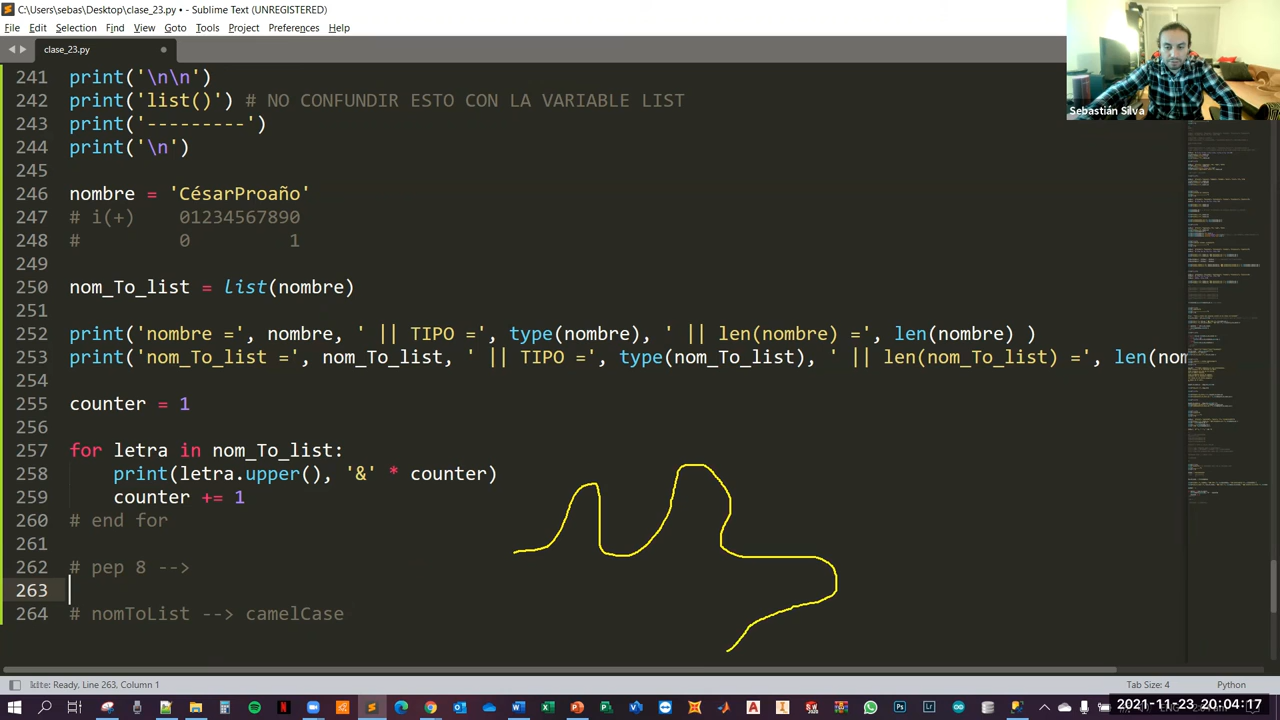 C:\Users\sebas\Desktop\clase_23.py • - Sublime Text (UNREGISTERED)
File Edit Selection Find View Goto Tools Project Preferences Help
clase_23.py
241 print('\n\n')
242 print('list()') # NO CONFUNDIR ESTO CON LA VARIABLE LIST
243 print('---------')
244 print('\n')
245
246 nombre = 'CésarProaño'
247 # i(+) 01234567890
248 # 0 1
249
250 nom_To_list = list(nombre)
251
252 print('nombre =', nombre, ' || TIPO =', type(nombre), ' || len(nombre) =', len(nombre) )
253 print('nom_To_list =', nom_To_list, ' || TIPO =', type(nom_To_list), ' || len(nom_To_list) =', len(nom
254
255 counter = 1
256
257 for letra in nom_To_list:
258 print(letra.upper(), '&' * counter)
259 counter += 1
260 # end for
261
262 # pep 8 -->
263
264 # nomToList --> camelCase
Sebastián Silva
Ready, Line 263, Column 1
Tab Size: 4
Python
2021-11-23 20:04:17